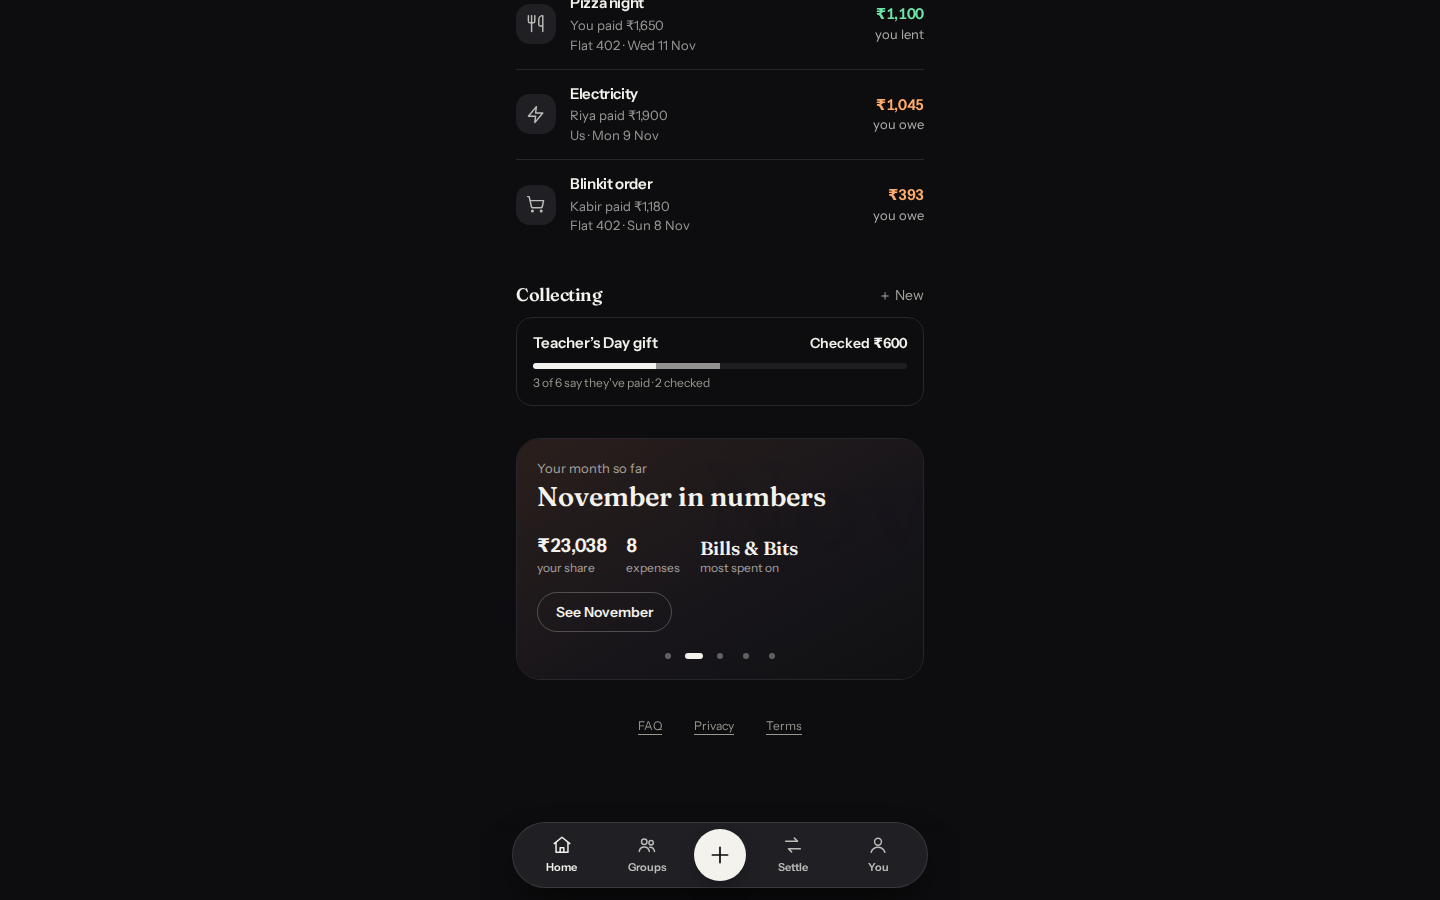 Pizza night
You paid ₹1,650
Flat 402 · Wed 11 Nov
₹1,100
you lent
Electricity
Riya paid ₹1,900
Us · Mon 9 Nov
₹1,045
you owe
Blinkit order
Kabir paid ₹1,180
Flat 402 · Sun 8 Nov
₹393
you owe
Collecting
+ New
Teacher’s Day gift
Checked ₹600
3 of 6 say they’ve paid · 2 checked
Your month so far
November in numbers
₹23,038
your share
8
expenses
Bills & Bits
most spent on
See November
FAQ
Privacy
Terms
Home
Groups
Settle
You